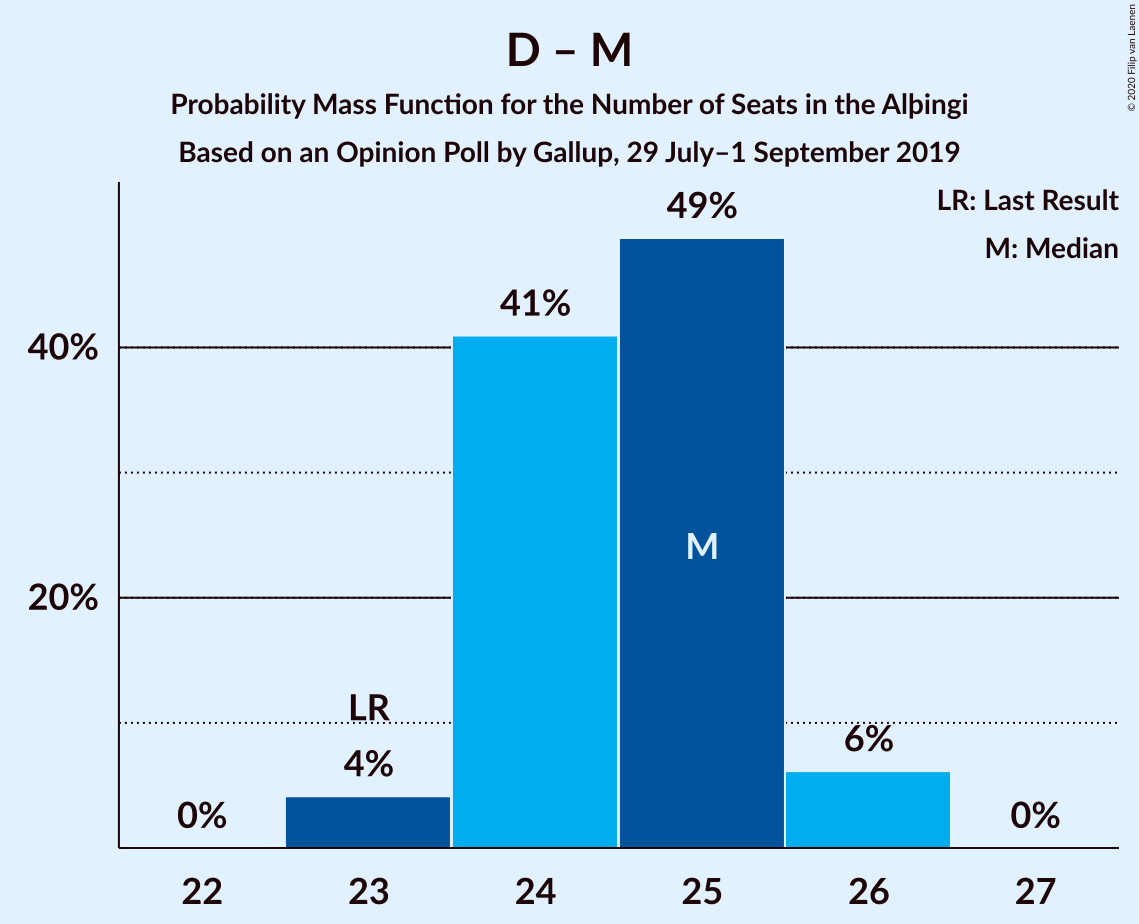 D – M
Probability Mass Function for the Number of Seats in the Alþingi
Based on an Opinion Poll by Gallup, 29 July–1 September 2019
© 2020 Filip van Laenen
LR: Last Result
M: Median
49%
41%
40%
M
20%
LR
4%
6%
0%
0%
22 23 24 25 26 27